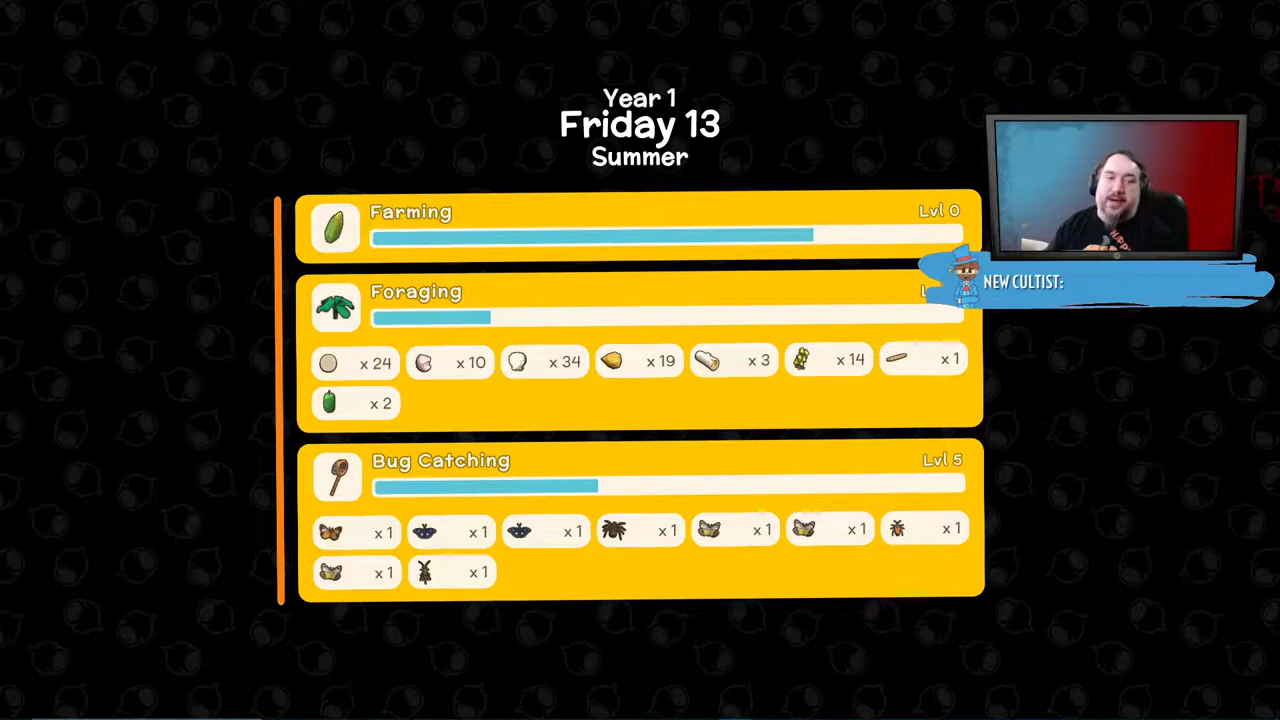 Year 1
Friday 13
Summer
Farming Lvl 0
Foraging L
x 24 x 10 x 34 x 19 x 3 x 14 x 1
x 2
NEW CULTIST:
Bug Catching Lvl 5
x 1 x 1 x 1 x 1 x 1 x 1 x 1
x 1 x 1